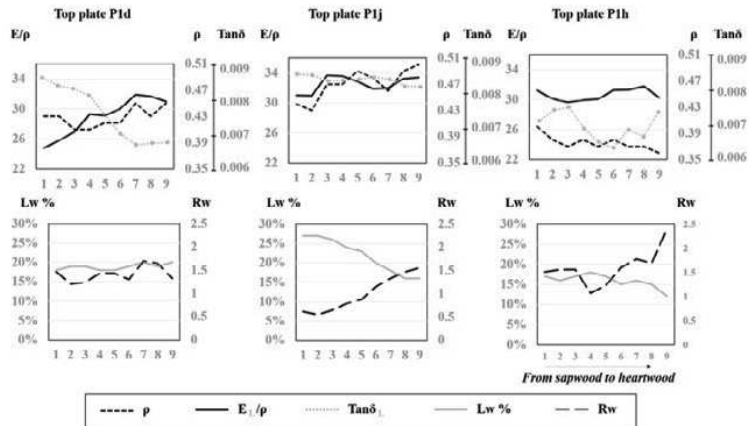 Top plate P1d Top plate P1j Top plate P1h
E/ρ ρ Tanδ E/ρ ρ Tanδ E/ρ ρ Tanδ
34 0.51 0.009 34 0.51 0.009 34 0.51 0.009
30 0.47 0.008 30 0.47 0.008 30 0.47 0.008
26 0.43 0.007 26 0.43 0.007 26 0.43 0.007
22 0.39 0.006 22 0.39 0.006 22 0.39 0.006
0.35 0.35 0.35
1 2 3 4 5 6 7 8 9 1 2 3 4 5 6 7 8 9 1 2 3 4 5 6 7 8 9
Lw % Rw Lw % Rw Lw % Rw
30% 2.5 30% 2.5 30% 2.5
25% 2 25% 2 25% 2
20% 1.5 20% 1.5 20% 1.5
15% 1 15% 1 15% 1
10% 0.5 10% 0.5 10% 0.5
5% 0 5% 0 5% 0
0% 0% 0%
1 2 3 4 5 6 7 8 9 1 2 3 4 5 6 7 8 9 1 2 3 4 5 6 7 8 9
From sapwood to heartwood
ρ E L/ρ Tanδ L Lw % Rw